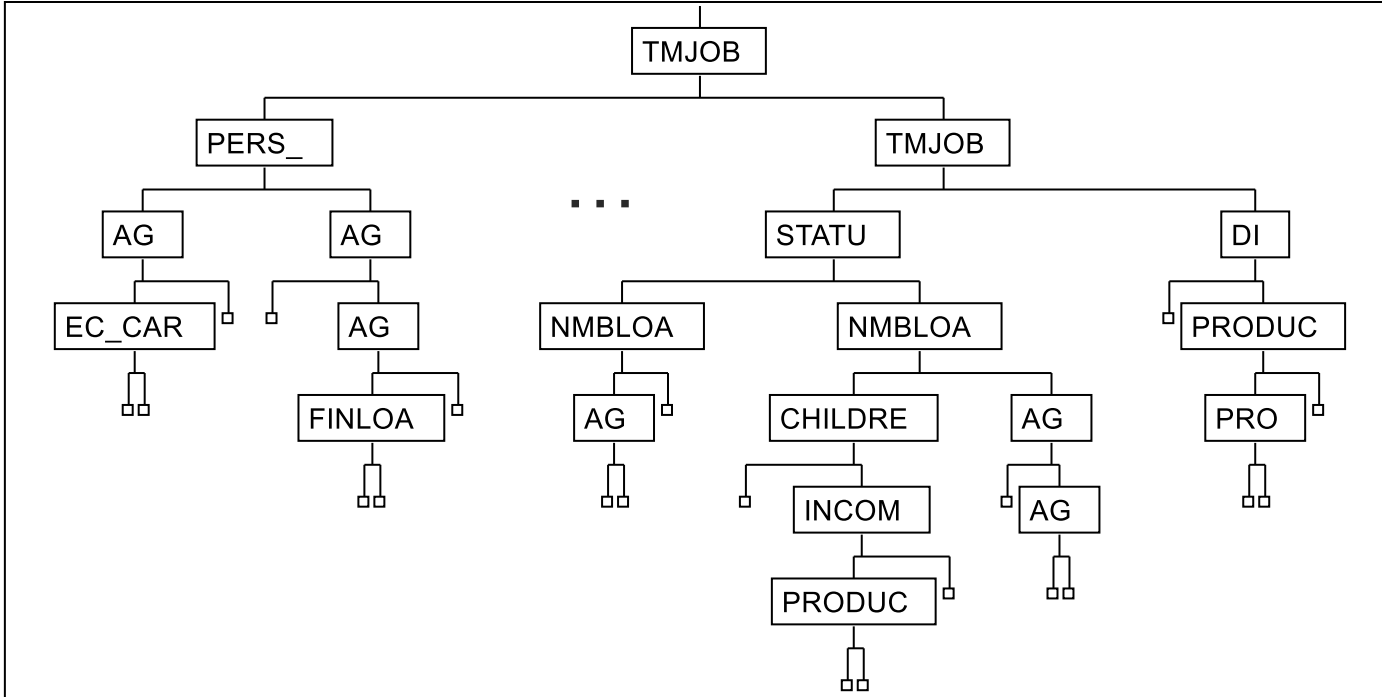 TMJOB
PERS_ TMJOB
AG AG ... STATU DI
EC_CAR AG NMBLOA NMBLOA PRODUC
FINLOA AG CHILDRE AG PRO
INCOM AG
PRODUC